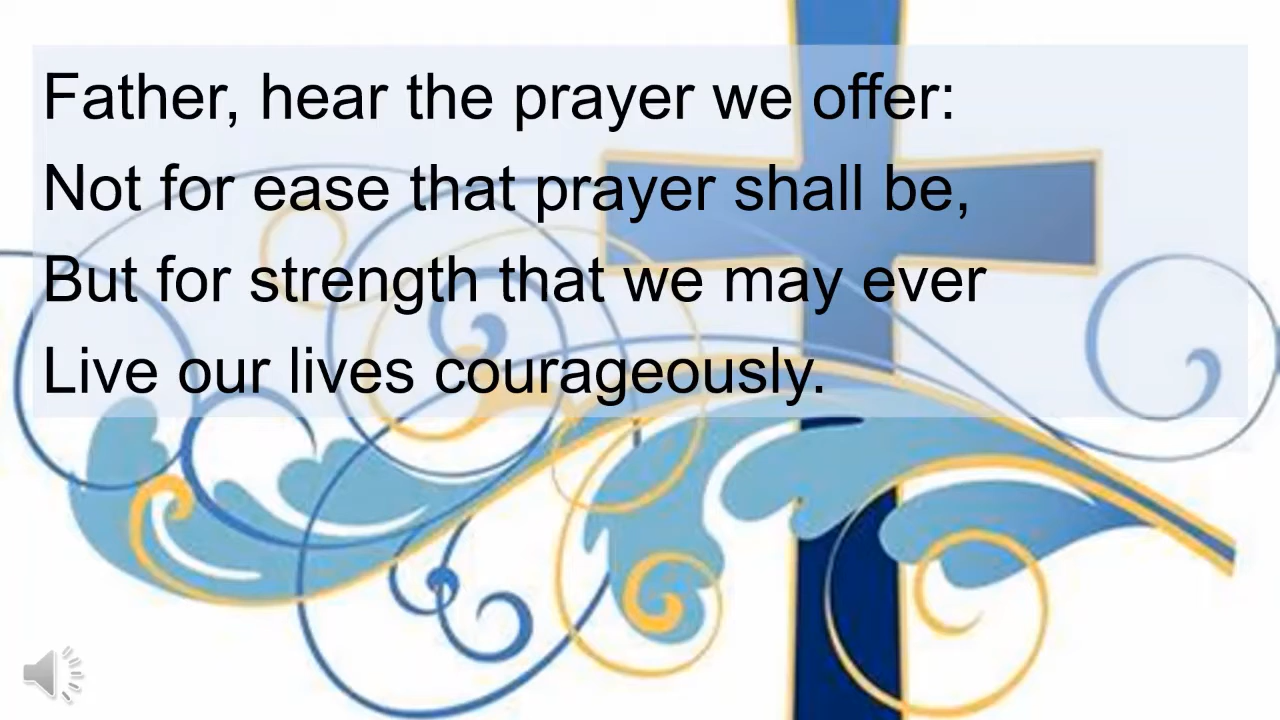 Father, hear the prayer we offer:
Not for ease that prayer shall be,
But for strength that we may ever
Live our lives courageously.